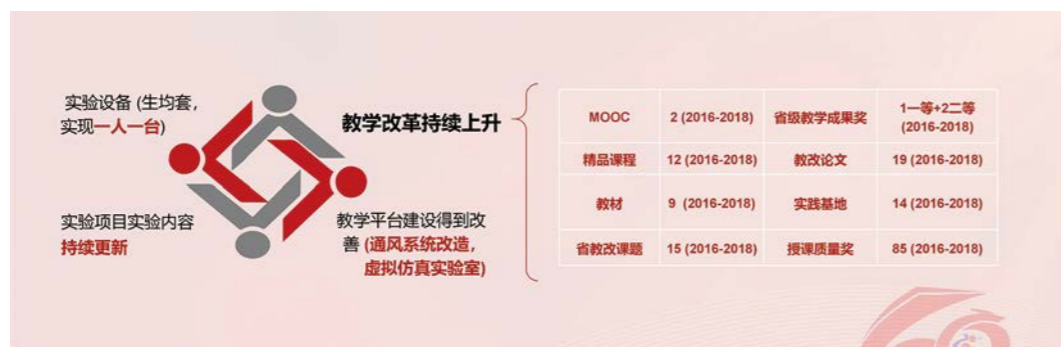 实验设备 (生均套，
实现一人一台)
实验项目实验内容
持续更新
教学改革持续上升
教学平台建设得到改
善 (通风系统改造，
虚拟仿真实验室)
MOOC 2 (2016-2018) 省级教学成果奖 1一等+2二等
(2016-2018)
精品课程 12 (2016-2018) 教改论文 19 (2016-2018)
教材 9 (2016-2018) 实践基地 14 (2016-2018)
省教改课题 15 (2016-2018) 授课质量奖 85 (2016-2018)